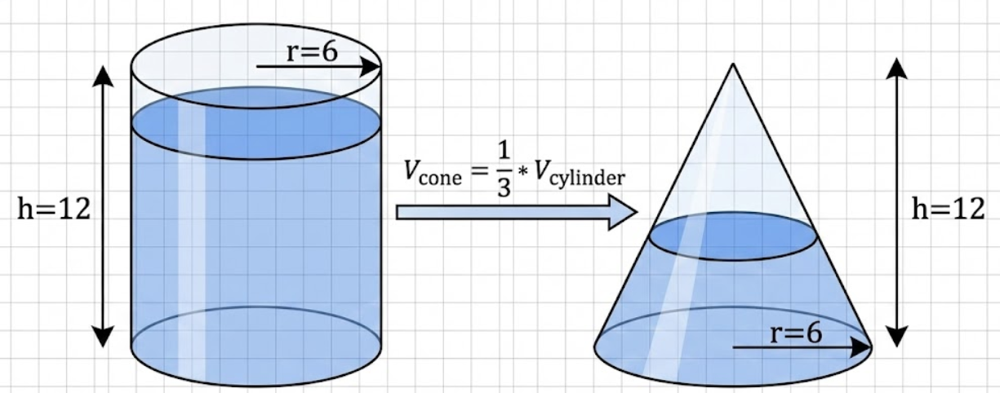 r=6
h=12
V_cone = 1/3 * V_cylinder
h=12
r=6